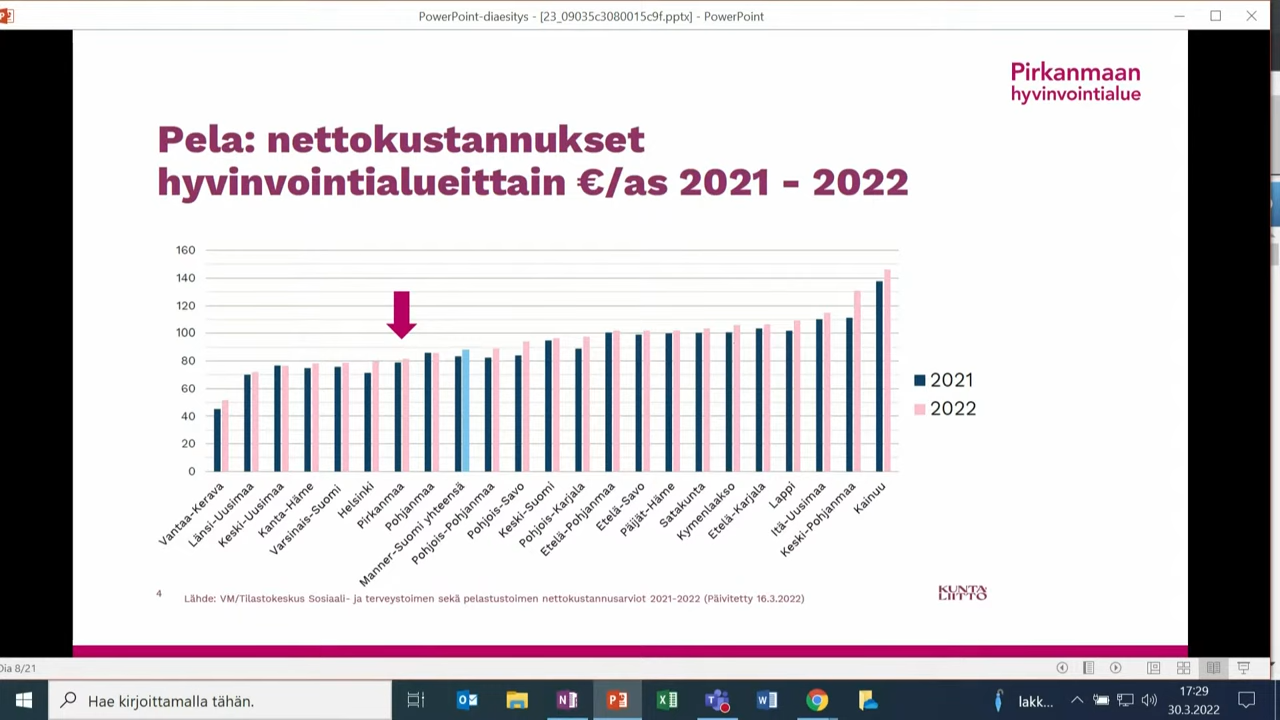 PowerPoint-diaesitys - [23_09035c3080015c9f.pptx] - PowerPoint
Pirkanmaan
hyvinvointialue
Pela: nettokustannukset
hyvinvointialueittain €/as 2021 - 2022
160
140
120
100
80
60
40
20
0
2021
2022
Vantaa-Kerava
Länsi-Uusimaa
Keski-Uusimaa
Kanta-Häme
Varsinais-Suomi
Helsinki
Pirkanmaa
Pohjanmaa
Manner-Suomi yhteensä
Pohjois-Pohjanmaa
Pohjois-Savo
Keski-Suomi
Pohjois-Karjala
Etelä-Pohjanmaa
Etelä-Savo
Päijät-Häme
Satakunta
Kymenlaakso
Etelä-Karjala
Lappi
Itä-Uusimaa
Keski-Pohjanmaa
Kainuu
4
Lähde: VM/Tilastokeskus Sosiaali- ja terveystoimen sekä pelastustoimen nettokustannusarviot 2021-2022 (Päivitetty 16.3.2022)
KUNTA
LIITTO
Dia 8/21
Hae kirjoittamalla tähän.
lakk...
17:29
30.3.2022